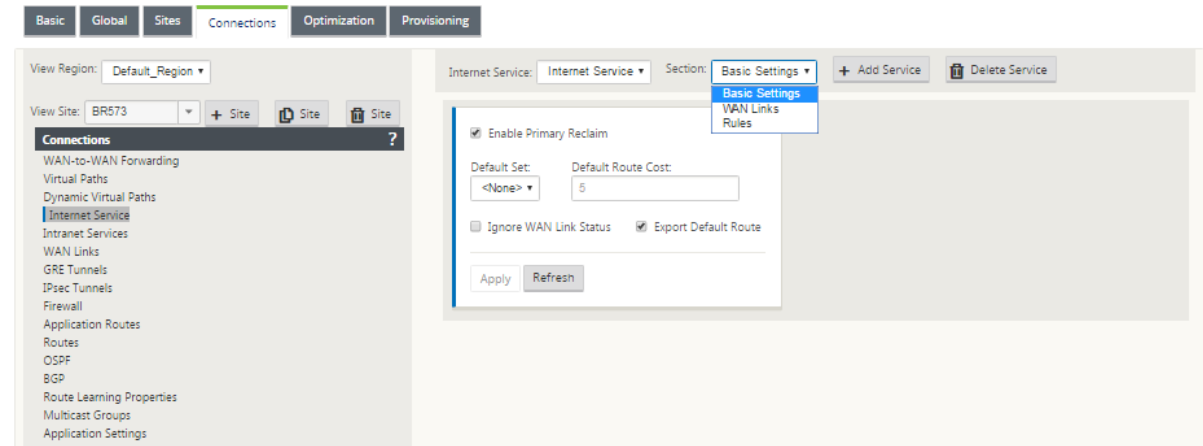 Basic Global Sites Connections Optimization Provisioning
View Region: Default_Region
Internet Service: Internet Service Section: Basic Settings + Add Service Delete Service
Basic Settings
WAN Links
Rules
View Site: BR573 + Site Site Site
Connections ?
WAN-to-WAN Forwarding
Virtual Paths
Dynamic Virtual Paths
Internet Service
Intranet Services
WAN Links
GRE Tunnels
IPsec Tunnels
Firewall
Application Routes
Routes
OSPF
BGP
Route Learning Properties
Multicast Groups
Application Settings
Enable Primary Reclaim
Default Set: Default Route Cost:
<None> 5
Ignore WAN Link Status Export Default Route
Apply Refresh